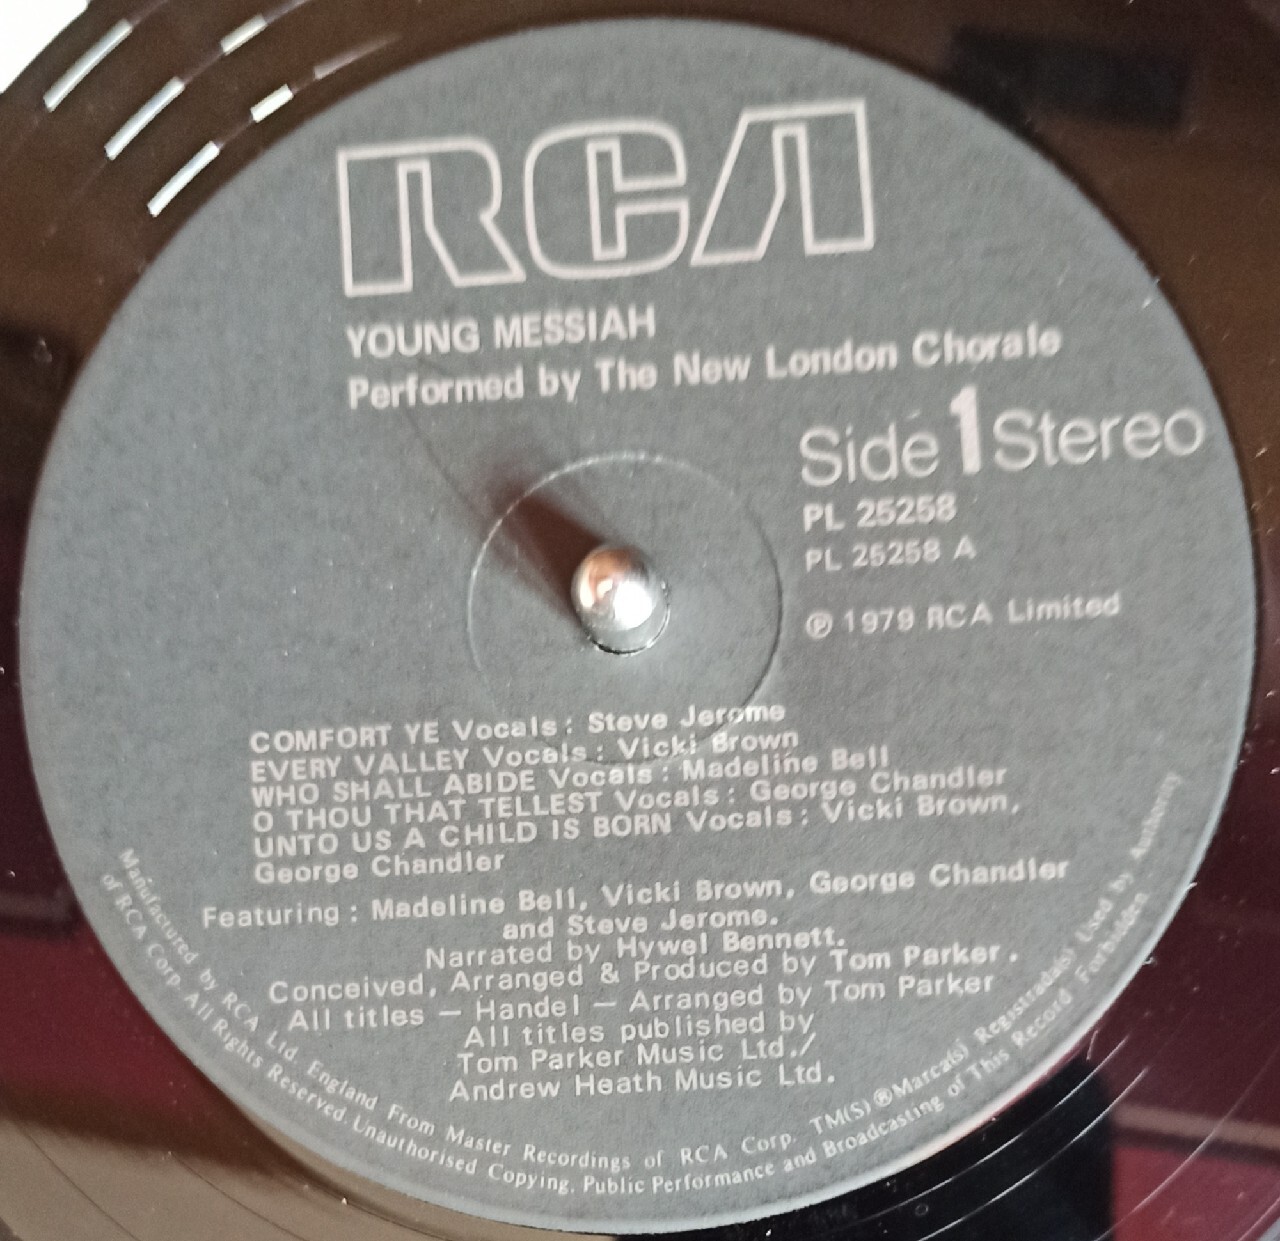 RCA
YOUNG MESSIAH
Performed by The New London Chorale
Side 1 Stereo
PL 25258
PL 25258 A
℗ 1979 RCA Limited
COMFORT YE Vocals: Steve Jerome
EVERY VALLEY Vocals: Vicki Brown
WHO SHALL ABIDE Vocals: Madeline Bell
O THOU THAT TELLEST Vocals: George Chandler
UNTO US A CHILD IS BORN Vocals: Vicki Brown,
George Chandler
Featuring: Madeline Bell, Vicki Brown, George Chandler
and Steve Jerome.
Narrated by Hywel Bennett.
Conceived, Arranged & Produced by Tom Parker.
All titles — Handel — Arranged by Tom Parker
All titles published by
Tom Parker Music Ltd./
Andrew Heath Music Ltd.
Manufactured by RCA Ltd. England From Master Recordings of RCA Corp. TM(S) ® Marca(s) Registrada(s) Used by Authority
of RCA Corp. All Rights Reserved. Unauthorised Copying, Public Performance and Broadcasting of This Record Forbidden